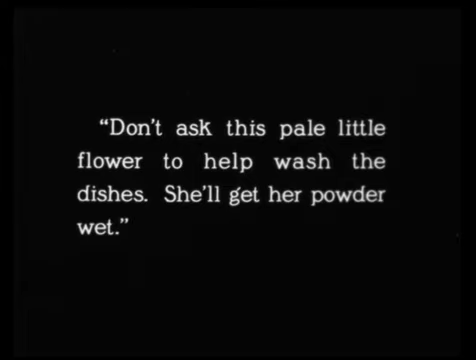 “Don't ask this pale little
flower to help wash the
dishes. She'll get her powder
wet.”